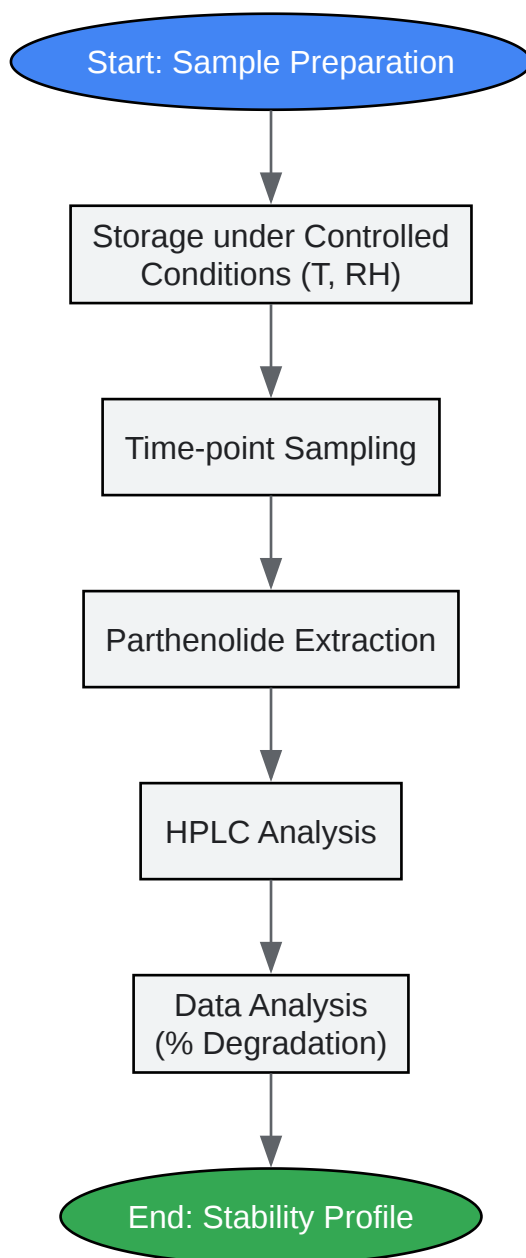 Start: Sample Preparation
Storage under Controlled
Conditions (T, RH)
Time-point Sampling
Parthenolide Extraction
HPLC Analysis
Data Analysis
(% Degradation)
End: Stability Profile